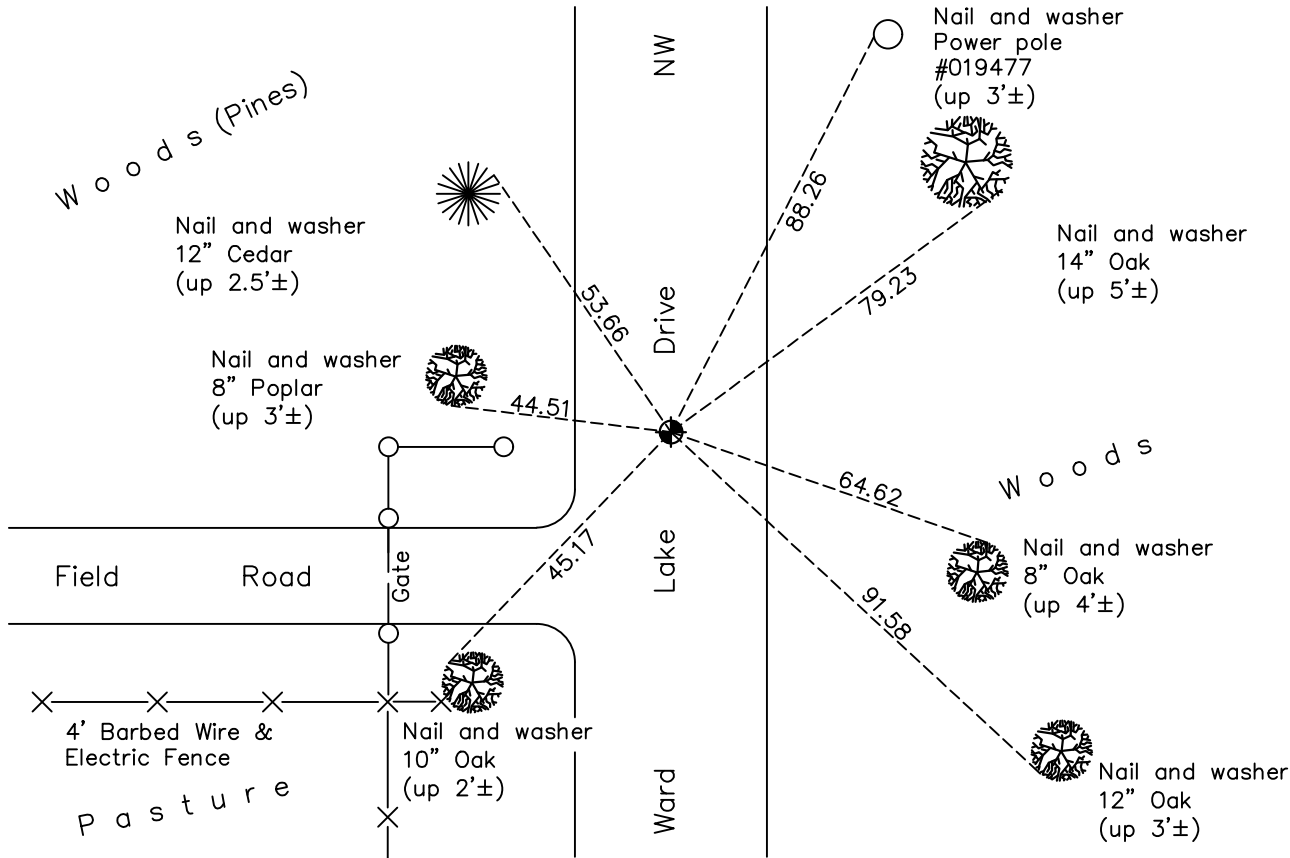 Nail and washer
Power pole
#019477
(up 3'±)
NW
Woods (Pines)
Nail and washer
12" Cedar
(up 2.5'±)
88.26
Nail and washer
14" Oak
(up 5'±)
79.23
53.66
Drive
Nail and washer
8" Poplar
(up 3'±)
44.51
Woods
64.62
45.17
Lake
Nail and washer
8" Oak
(up 4'±)
Field Road
Gate
91.58
4' Barbed Wire &
Electric Fence
Nail and washer
10" Oak
(up 2'±)
Pasture
Ward
Nail and washer
12" Oak
(up 3'±)